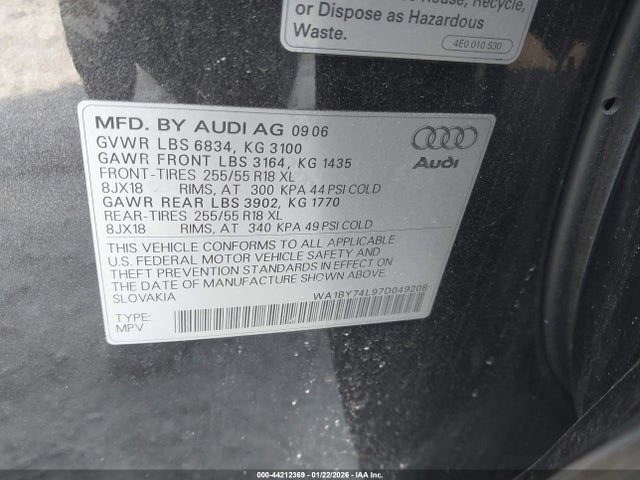 or Dispose as Hazardous
Waste.
4E0 010 530
MFD. BY AUDI AG 09 06
GVWR LBS 6834, KG 3100
GAWR FRONT LBS 3164, KG 1435
FRONT-TIRES 255/55 R18 XL
8JX18 RIMS, AT 300 KPA 44 PSI COLD
GAWR REAR LBS 3902, KG 1770
REAR-TIRES 255/55 R18 XL
8JX18 RIMS, AT 340 KPA 49 PSI COLD
THIS VEHICLE CONFORMS TO ALL APPLICABLE
U.S. FEDERAL MOTOR VEHICLE SAFETY AND
THEFT PREVENTION STANDARDS IN EFFECT ON
THE DATE OF MANUFACTURE SHOWN ABOVE.
SLOVAKIA WA1BY74L97D049208
TYPE:
MPV
Audi
000-44212369 - 01/22/2026 - IAA Inc.